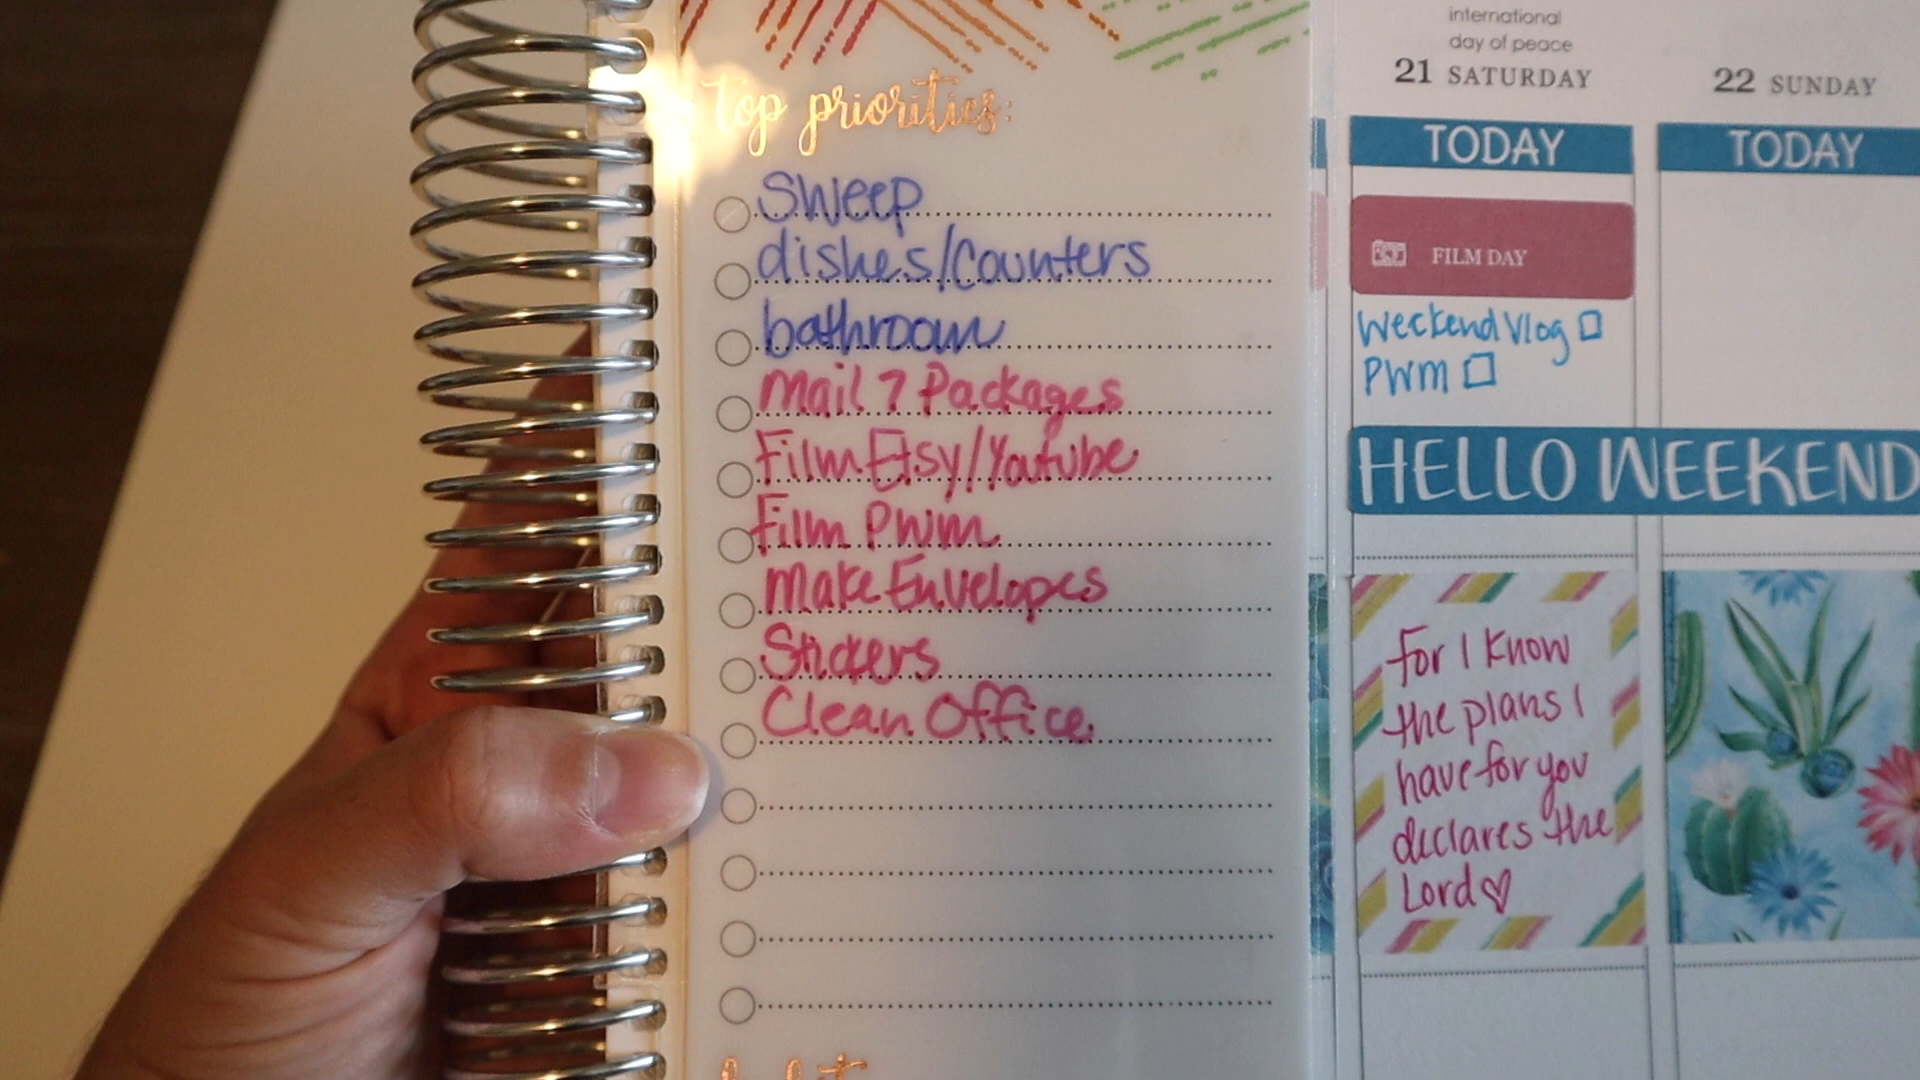 top priorities:
Sweep
dishes/Counters
bathroom
Mail 7 Packages
Film Etsy/Youtube
Film PWM
Make Envelopes
Stickers
Clean Office.
international
day of peace
21 SATURDAY
TODAY
FILM DAY
Weekend Vlog
PWM
22 SUNDAY
TODAY
HELLO WEEKEND
For I Know
the plans I
have for you
declares the
Lord